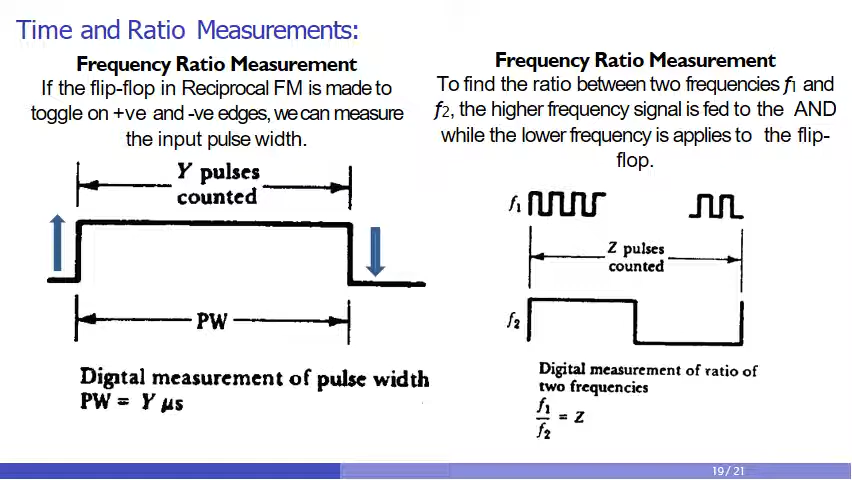 Time and Ratio Measurements:
Frequency Ratio Measurement
If the flip-flop in Reciprocal FM is made to
toggle on +ve and -ve edges, we can measure
the input pulse width.
Y pulses
counted
PW
Digital measurement of pulse width
PW = Y μs
Frequency Ratio Measurement
To find the ratio between two frequencies f1 and
f2, the higher frequency signal is fed to the AND
while the lower frequency is applies to the flip-
flop.
f1
Z pulses
counted
f2
Digital measurement of ratio of
two frequencies
f1
f2
= Z
19/21